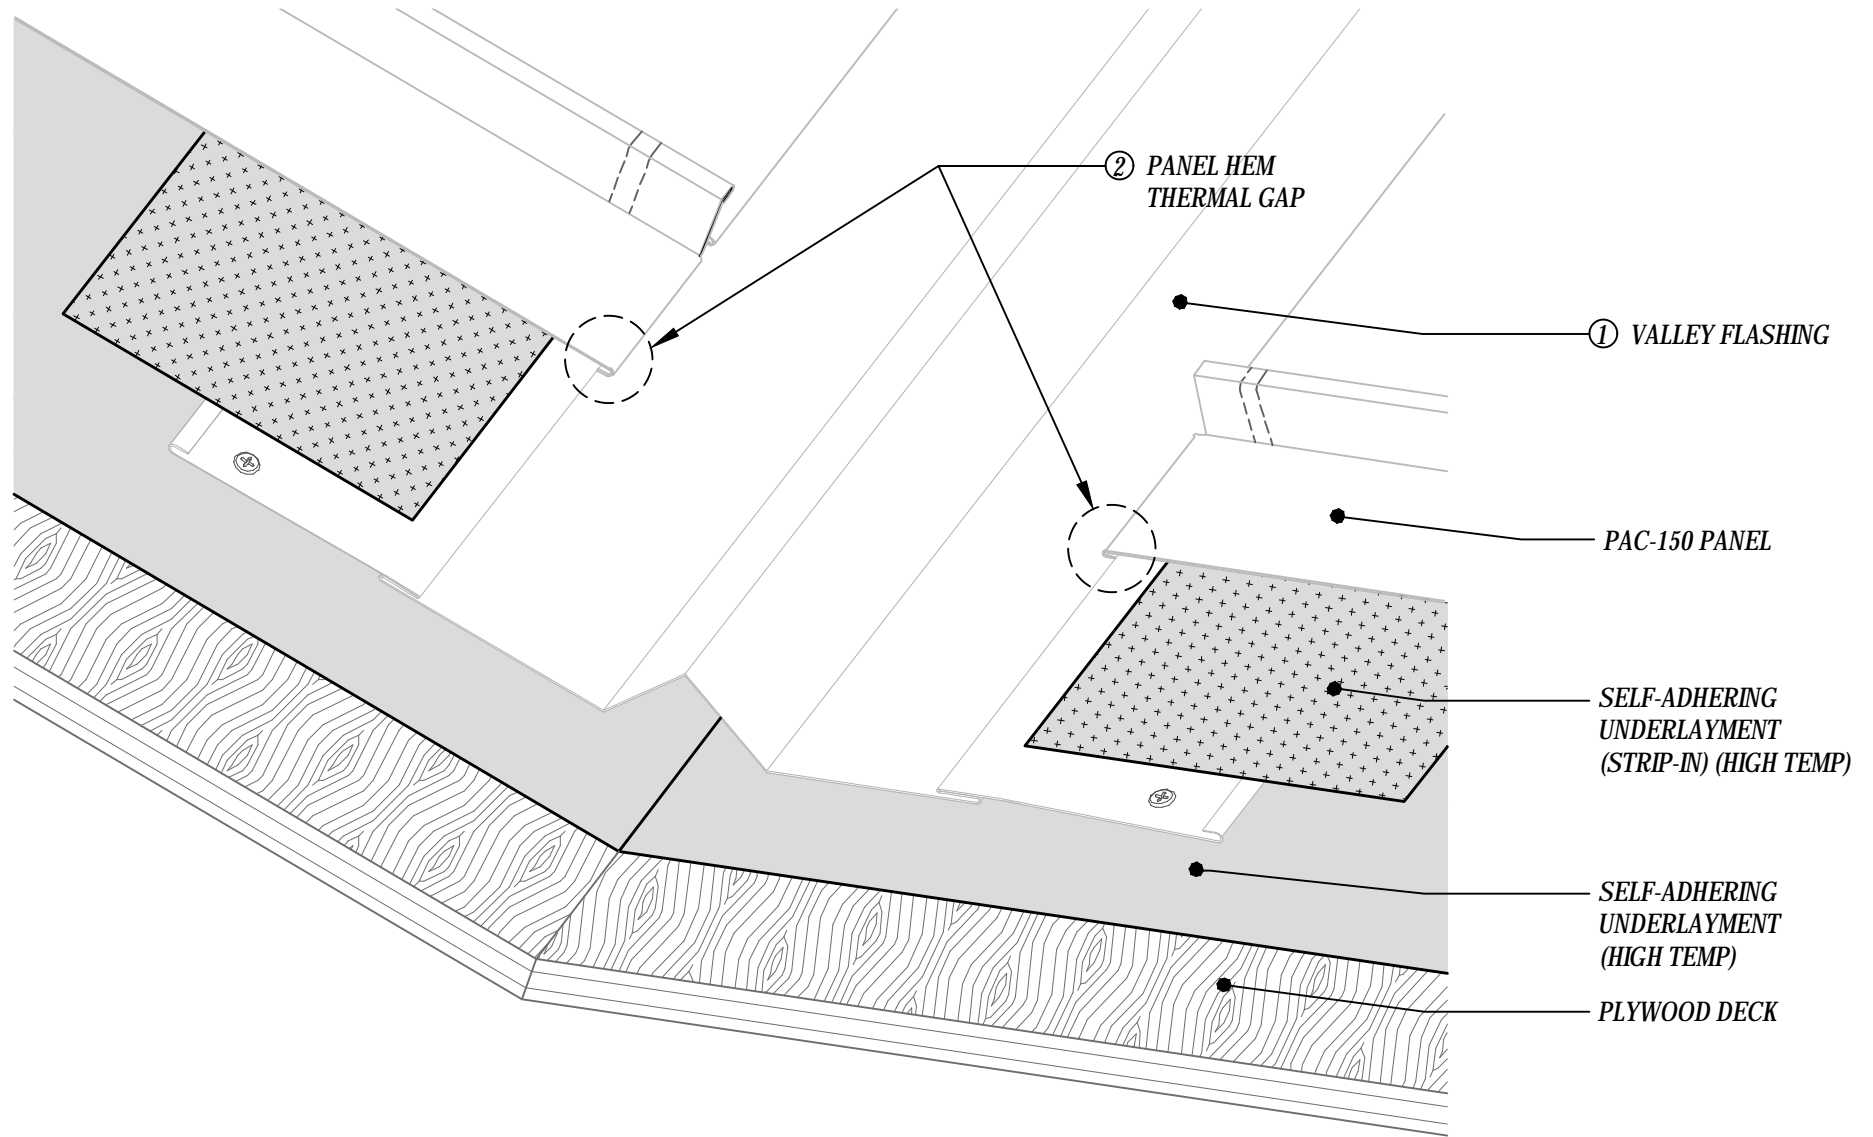 ② PANEL HEM
THERMAL GAP
① VALLEY FLASHING
PAC-150 PANEL
SELF-ADHERING
UNDERLAYMENT
(STRIP-IN) (HIGH TEMP)
SELF-ADHERING
UNDERLAYMENT
(HIGH TEMP)
PLYWOOD DECK